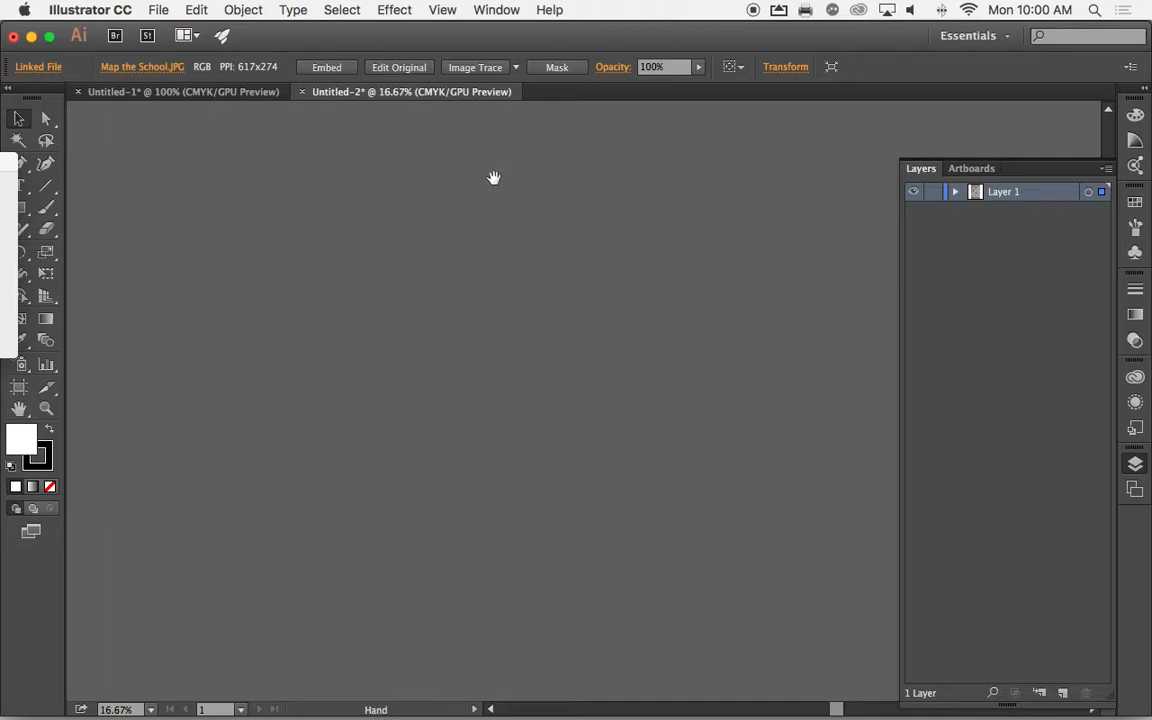 Illustrator CC File Edit Object Type Select Effect View Window Help Mon 10:00 AM
Ai Br St Essentials
Linked File Map the School.JPG RGB PPI: 617x274 Embed Edit Original Image Trace Mask Opacity: 100% Transform
× Untitled-1* @ 100% (CMYK/GPU Preview) × Untitled-2* @ 16.67% (CMYK/GPU Preview)
Layers Artboards
Layer 1
1 Layer
16.67% 1 Hand